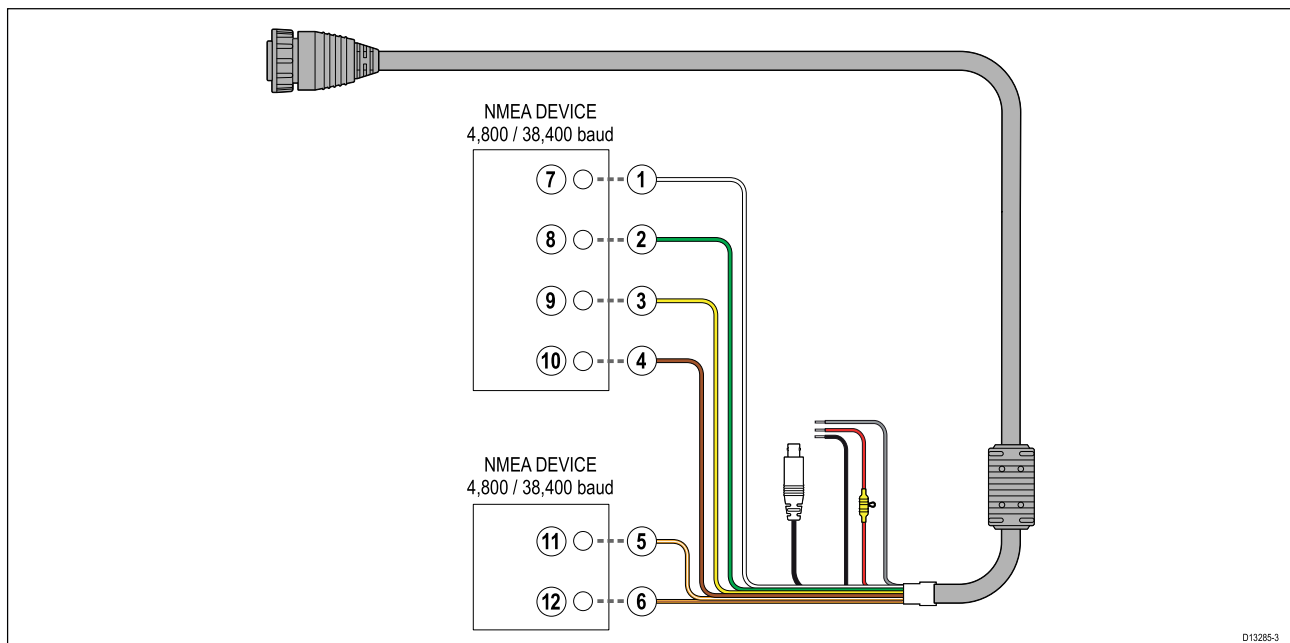 NMEA DEVICE
4,800 / 38,400 baud
7 1
8 2
9 3
10 4
NMEA DEVICE
4,800 / 38,400 baud
11 5
12 6
D13285-3